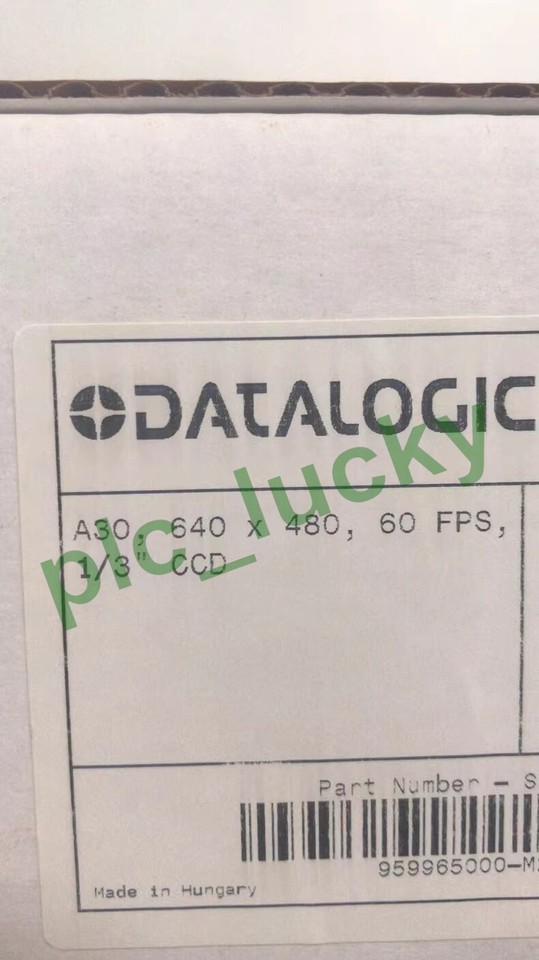 DATALOGIC
A30, 640 x 480, 60 FPS,
1/3" CCD
plc_lucky
Part Number - S
959965000-M
Made in Hungary